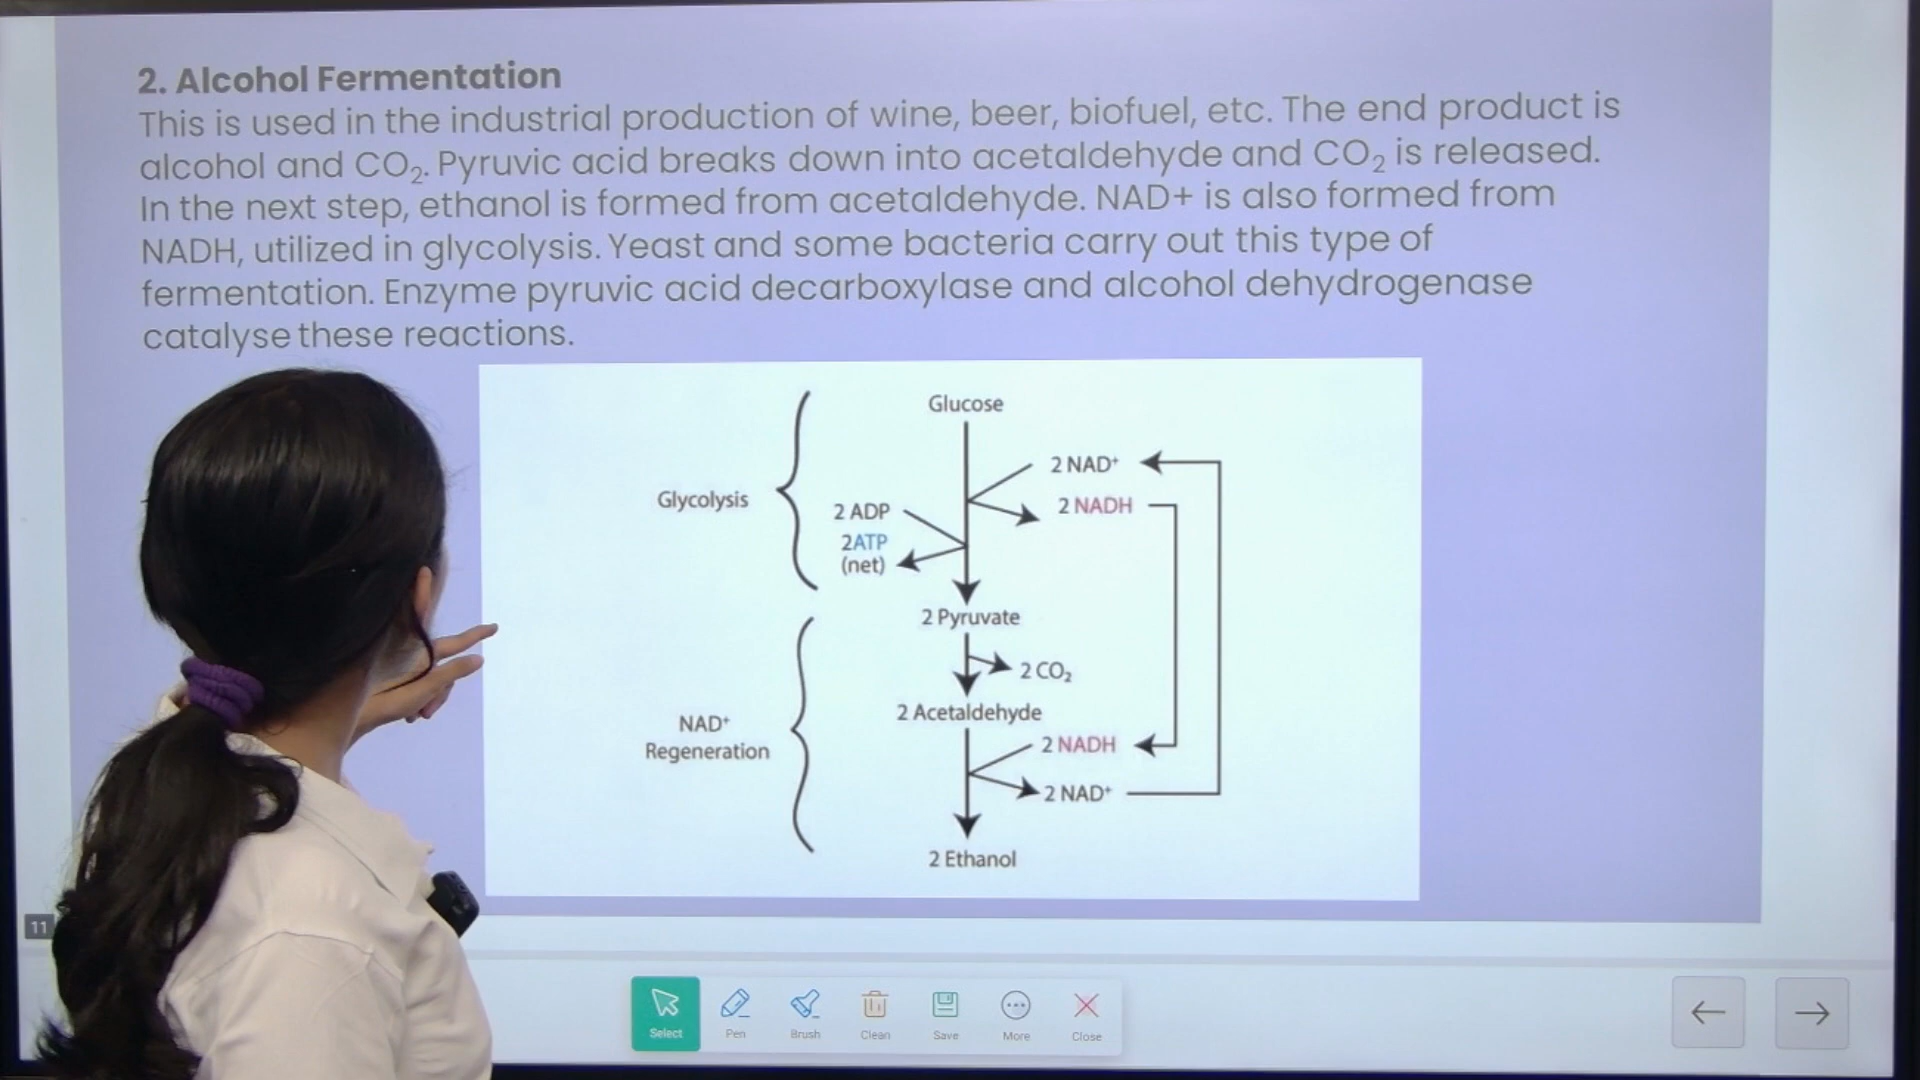 2. Alcohol Fermentation
This is used in the industrial production of wine, beer, biofuel, etc. The end product is
alcohol and CO₂. Pyruvic acid breaks down into acetaldehyde and CO₂ is released.
In the next step, ethanol is formed from acetaldehyde. NAD+ is also formed from
NADH, utilized in glycolysis. Yeast and some bacteria carry out this type of
fermentation. Enzyme pyruvic acid decarboxylase and alcohol dehydrogenase
catalyse these reactions.
Glucose
2 NAD⁺
Glycolysis
2 NADH
2 ADP
2ATP
(net)
2 Pyruvate
2 CO₂
2 Acetaldehyde
NAD⁺
Regeneration
2 NADH
2 NAD⁺
2 Ethanol
11
Select
Pen
Brush
Clean
Save
More
Close